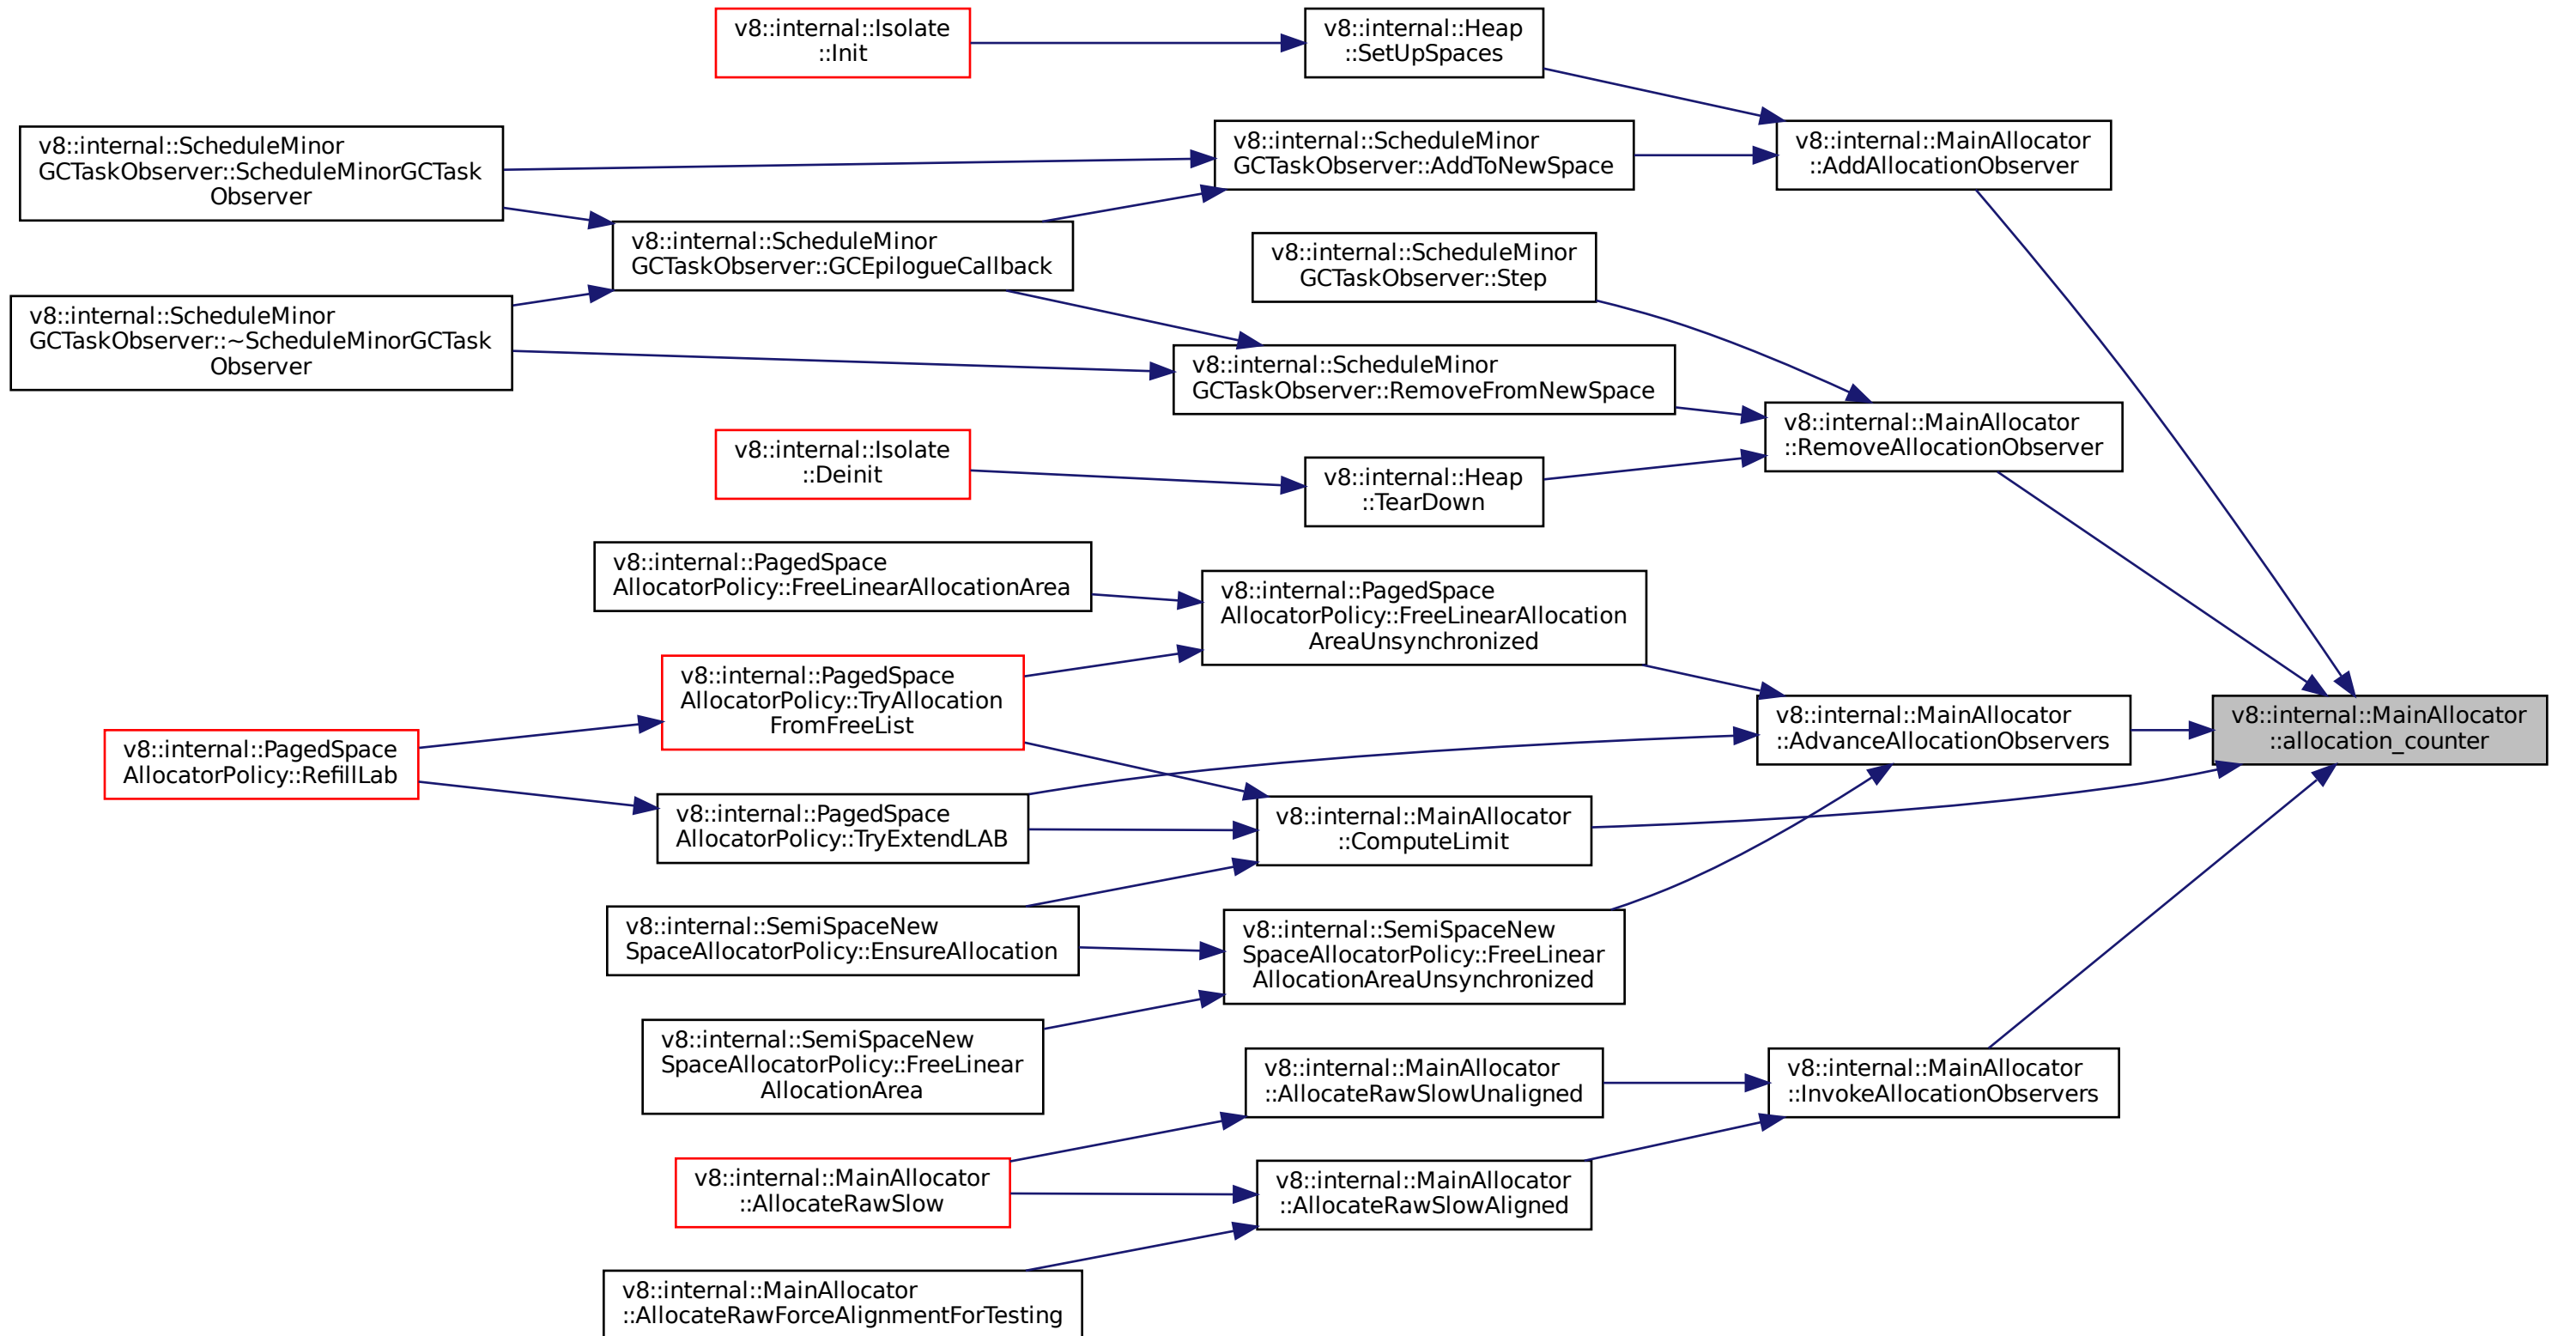 v8::internal::Isolate
::Init
v8::internal::Heap
::SetUpSpaces
v8::internal::MainAllocator
::AddAllocationObserver
v8::internal::ScheduleMinor
GCTaskObserver::AddToNewSpace
v8::internal::ScheduleMinor
GCTaskObserver::ScheduleMinorGCTask
Observer
v8::internal::ScheduleMinor
GCTaskObserver::GCEpilogueCallback
v8::internal::ScheduleMinor
GCTaskObserver::Step
v8::internal::ScheduleMinor
GCTaskObserver::~ScheduleMinorGCTask
Observer
v8::internal::ScheduleMinor
GCTaskObserver::RemoveFromNewSpace
v8::internal::MainAllocator
::RemoveAllocationObserver
v8::internal::Isolate
::Deinit
v8::internal::Heap
::TearDown
v8::internal::PagedSpace
AllocatorPolicy::FreeLinearAllocationArea
v8::internal::PagedSpace
AllocatorPolicy::FreeLinearAllocation
AreaUnsynchronized
v8::internal::PagedSpace
AllocatorPolicy::TryAllocation
FromFreeList
v8::internal::MainAllocator
::AdvanceAllocationObservers
v8::internal::MainAllocator
::allocation_counter
v8::internal::PagedSpace
AllocatorPolicy::RefillLab
v8::internal::PagedSpace
AllocatorPolicy::TryExtendLAB
v8::internal::MainAllocator
::ComputeLimit
v8::internal::SemiSpaceNew
SpaceAllocatorPolicy::EnsureAllocation
v8::internal::SemiSpaceNew
SpaceAllocatorPolicy::FreeLinear
AllocationAreaUnsynchronized
v8::internal::SemiSpaceNew
SpaceAllocatorPolicy::FreeLinear
AllocationArea
v8::internal::MainAllocator
::AllocateRawSlowUnaligned
v8::internal::MainAllocator
::InvokeAllocationObservers
v8::internal::MainAllocator
::AllocateRawSlow
v8::internal::MainAllocator
::AllocateRawSlowAligned
v8::internal::MainAllocator
::AllocateRawForceAlignmentForTesting